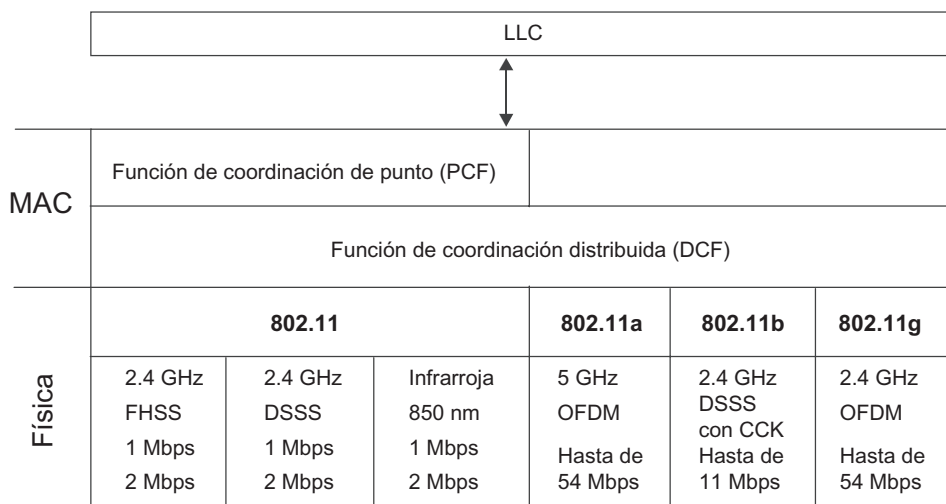 LLC
MAC
Función de coordinación de punto (PCF)
Función de coordinación distribuida (DCF)
Física
802.11
802.11a
802.11b
802.11g
2.4 GHz
FHSS
1 Mbps
2 Mbps
2.4 GHz
DSSS
1 Mbps
2 Mbps
Infrarroja
850 nm
1 Mbps
2 Mbps
5 GHz
OFDM
Hasta de
54 Mbps
2.4 GHz
DSSS
con CCK
Hasta de
11 Mbps
2.4 GHz
OFDM
Hasta de
54 Mbps